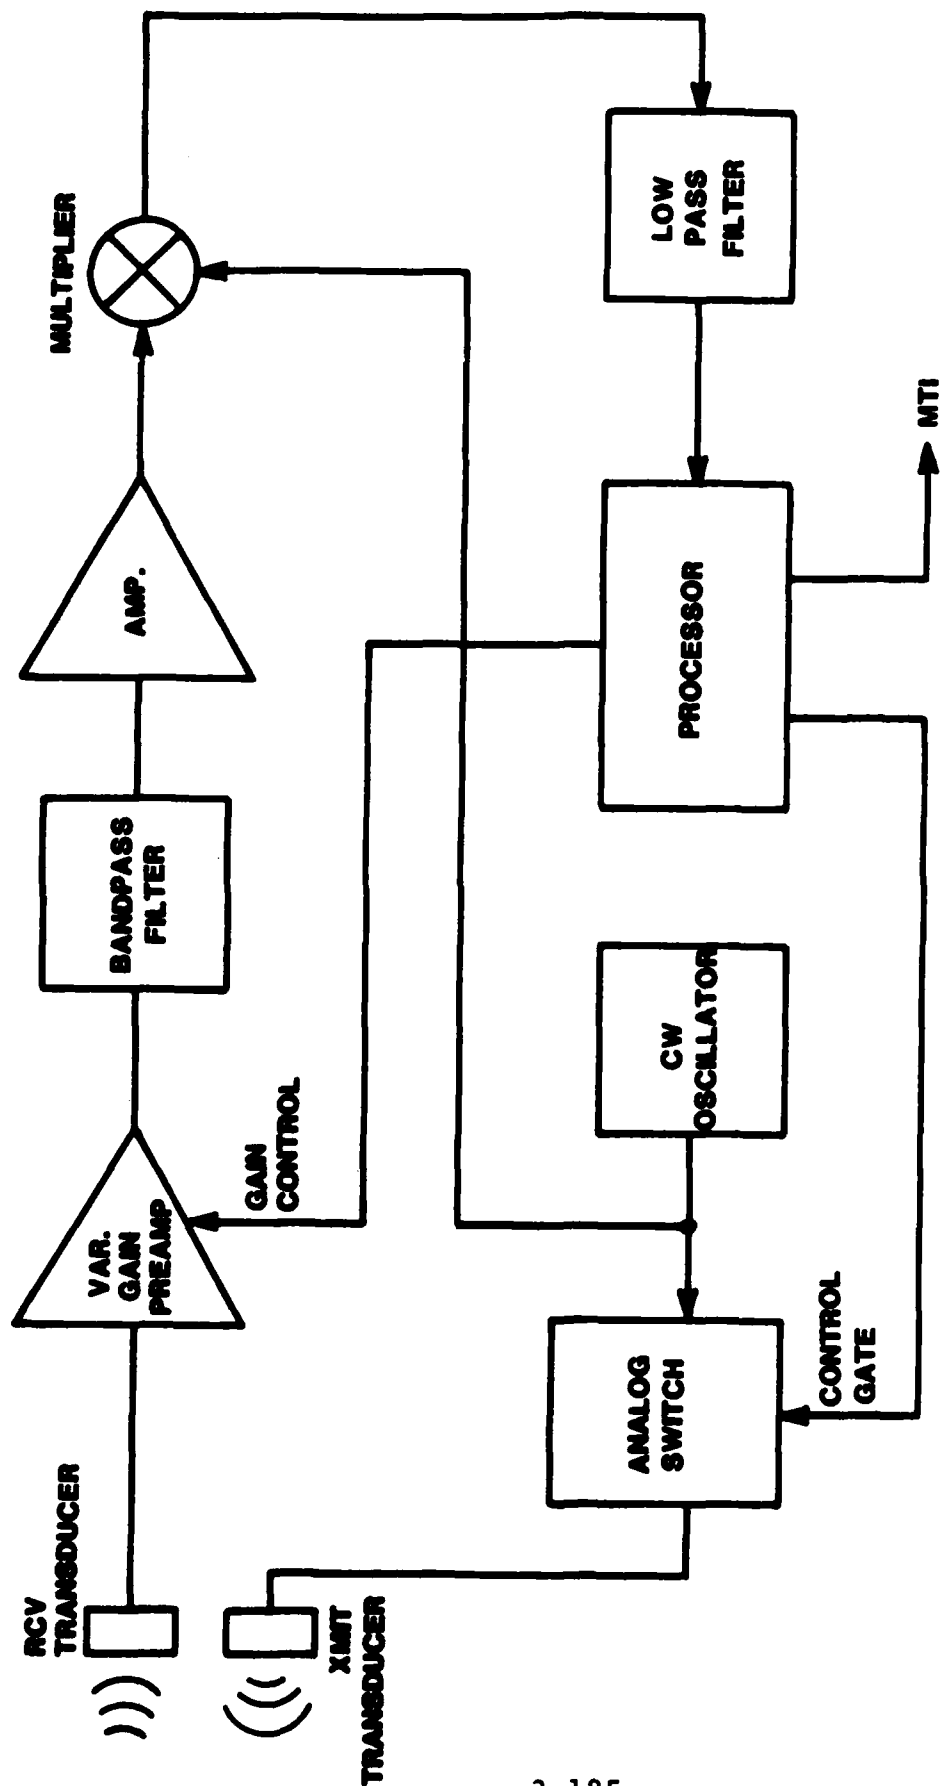 RCV
TRANSDUCER
VAR.
GAIN
PREAMP
BANDPASS
FILTER
AMP.
MULTIPLIER
GAIN
CONTROL
XMIT
TRANSDUCER
ANALOG
SWITCH
CW
OSCILLATOR
PROCESSOR
LOW
PASS
FILTER
CONTROL
GATE
MTI